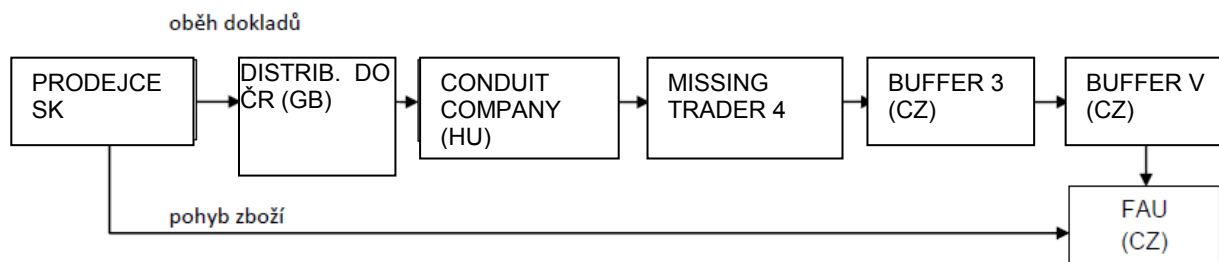 oběh dokladů
PRODEJCE
SK
DISTRIB. DO
ČR (GB)
CONDUIT
COMPANY
(HU)
MISSING
TRADER 4
BUFFER 3
(CZ)
BUFFER V
(CZ)
pohyb zboží
FAU
(CZ)